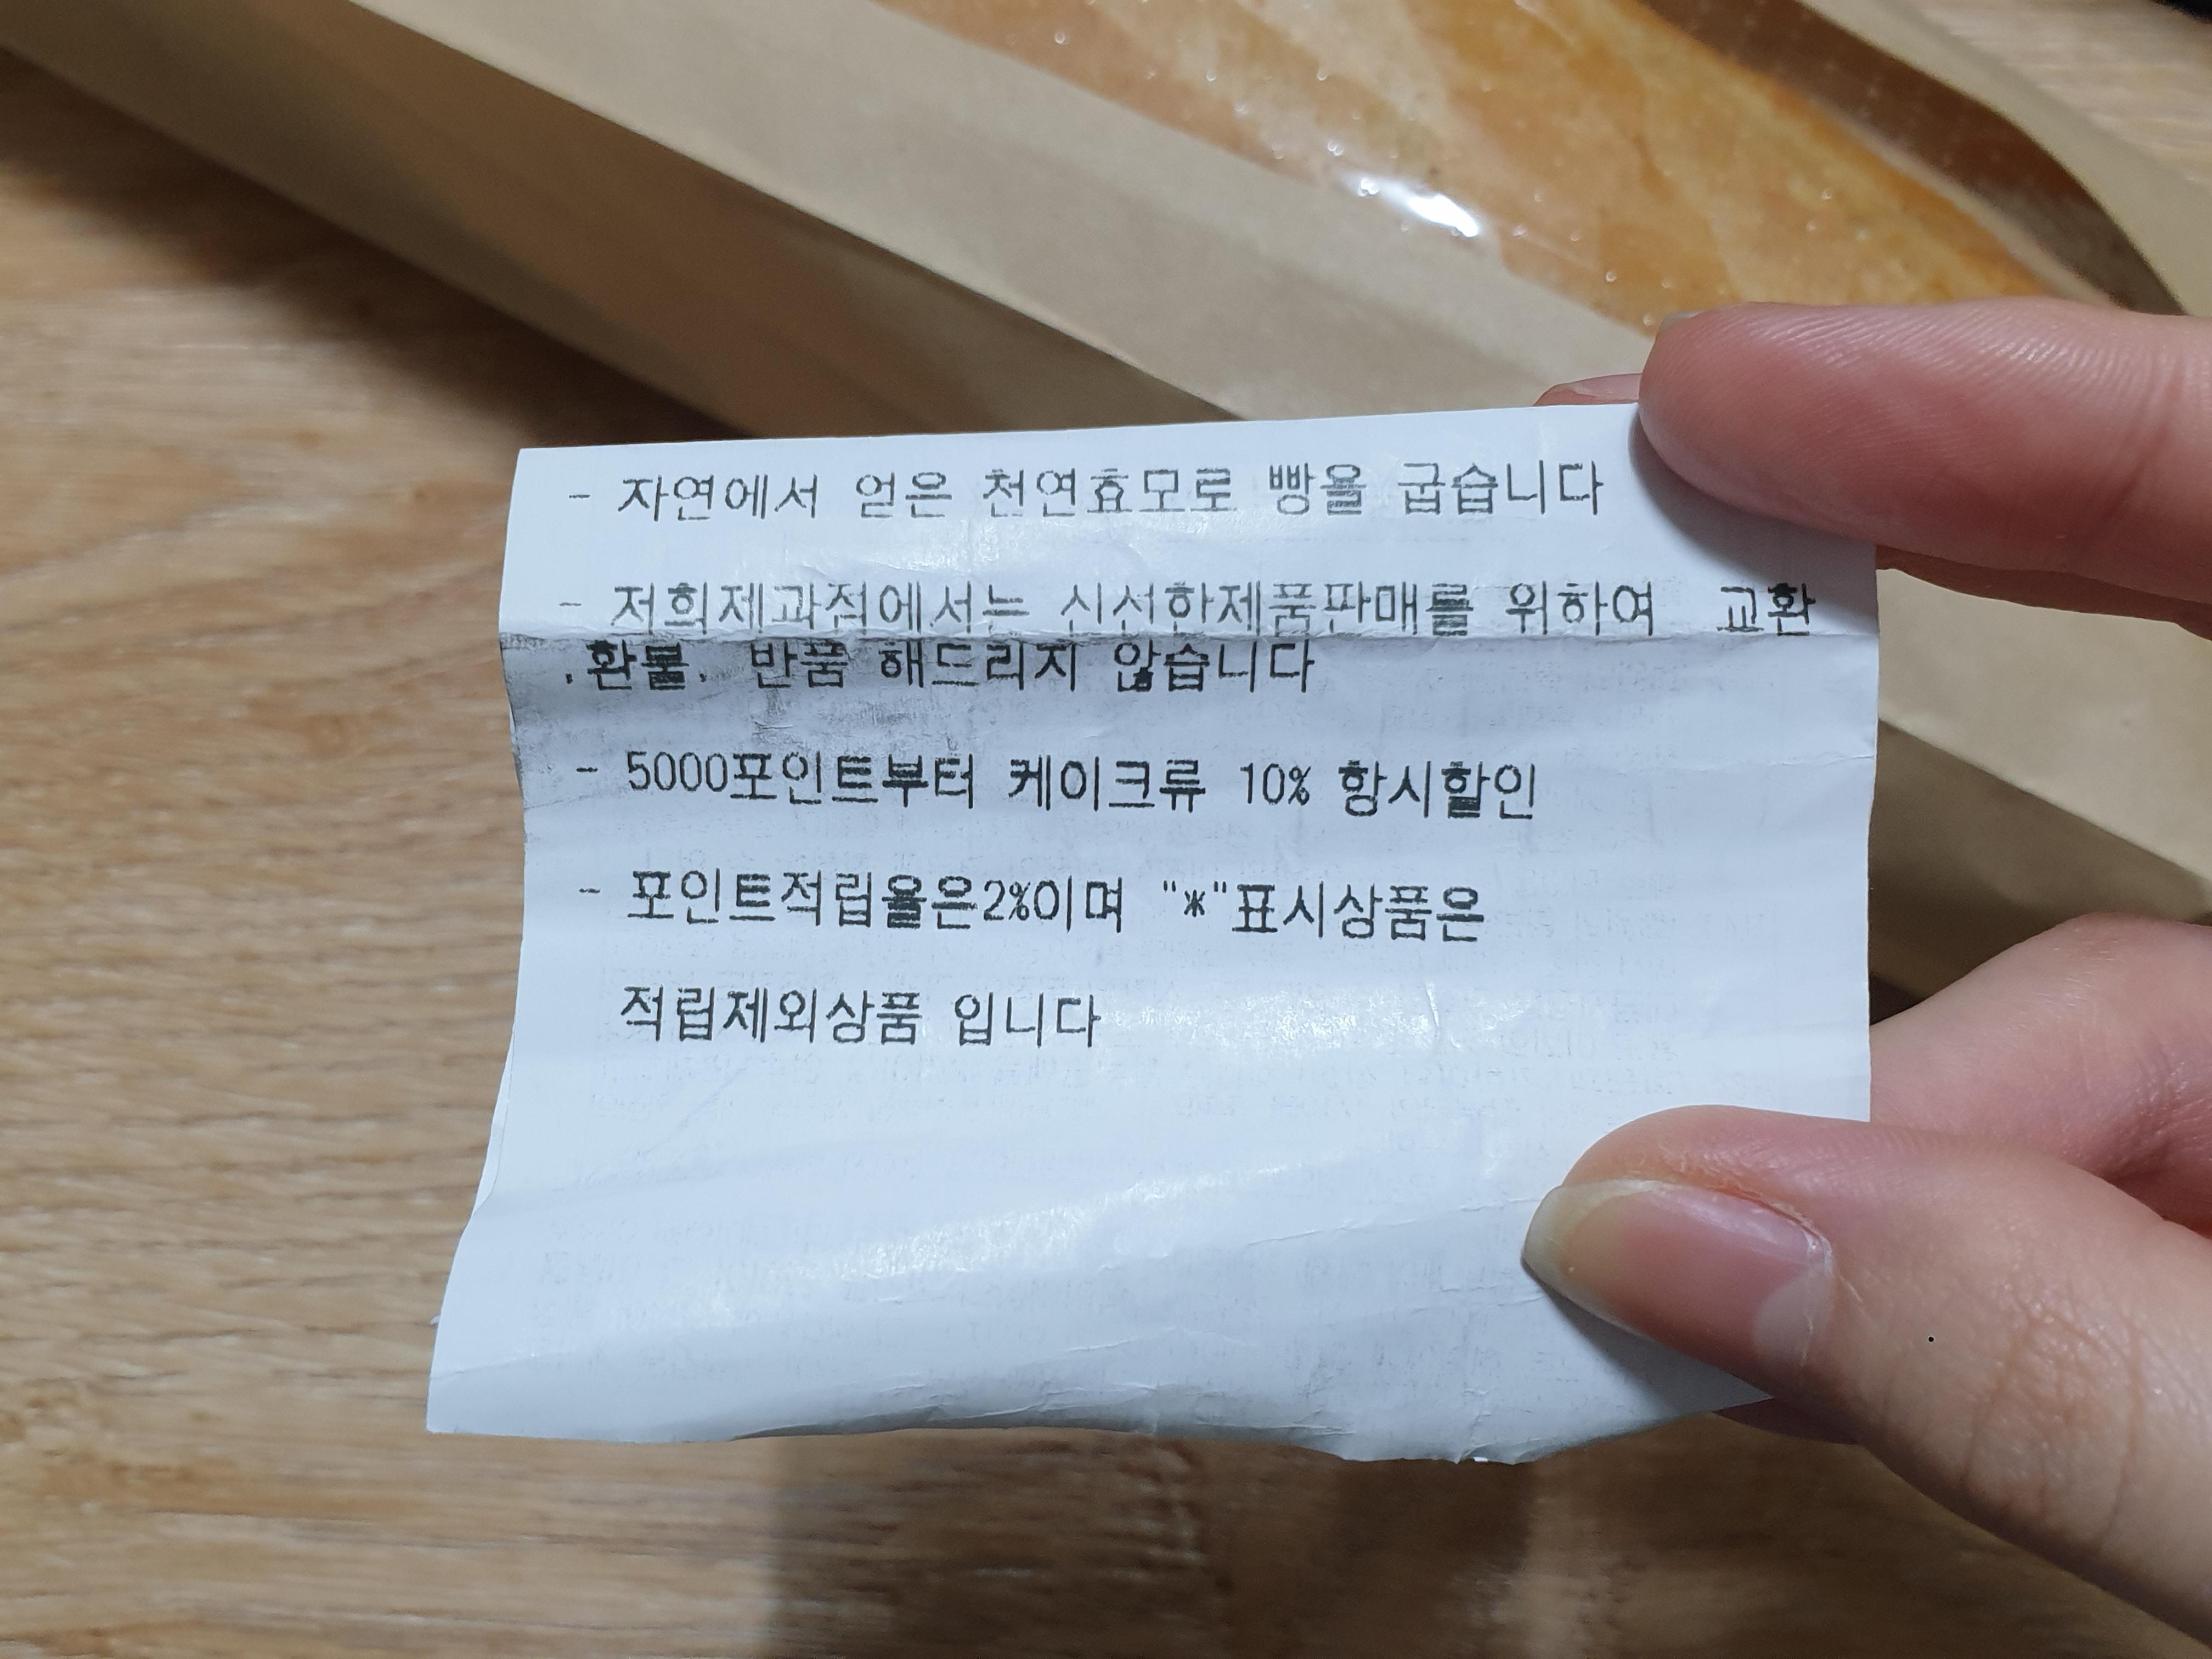 - 자연에서 얻은 천연효모로 빵을 굽습니다
- 저희제과점에서는 신선한제품판매를 위하여 교환
.환불. 반품 해드리지 않습니다
- 5000포인트부터 케이크류 10% 항시할인
- 포인트적립율은2%이며 "*"표시상품은
적립제외상품 입니다